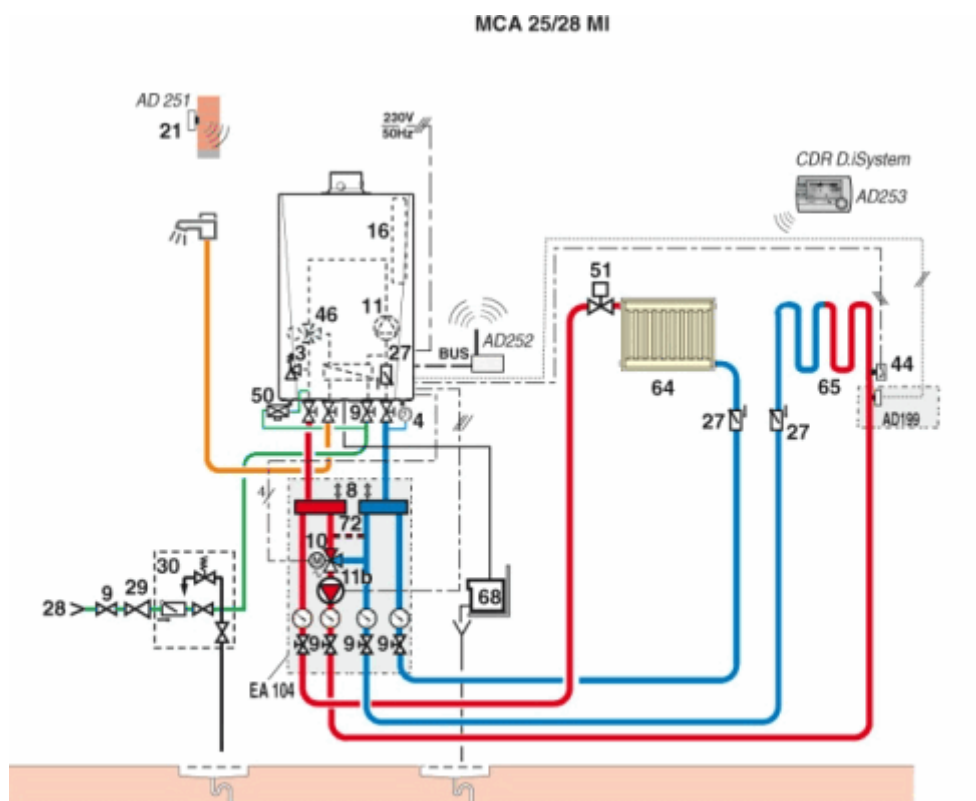 MCA 25/28 MI
AD 251
21
230V
50Hz
CDR D.iSystem
AD253
16
51
46
11
3
27
BUS
AD252
50
9
4
64
65
44
27
27
AD199
8
4
72
10
11b
30
28
9
29
68
9
9
9
EA 104